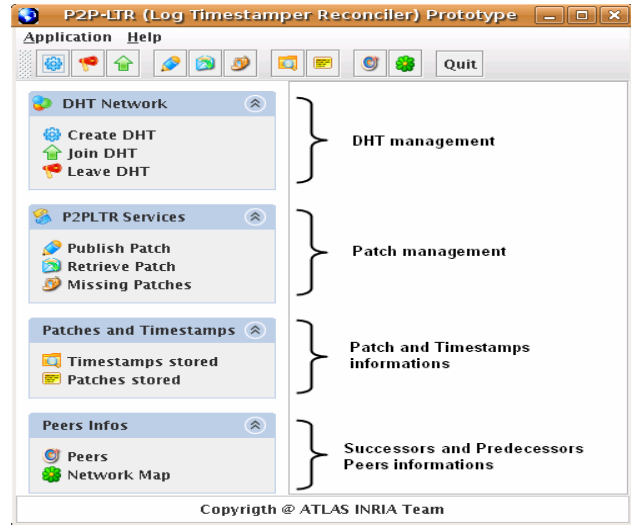 P2P-LTR (Log Timestamper Reconciler) Prototype
Application Help
Quit
DHT Network
Create DHT
Join DHT
Leave DHT
DHT management
P2PLTR Services
Publish Patch
Retrieve Patch
Missing Patches
Patch management
Patches and Timestamps
Timestamps stored
Patches stored
Patch and Timestamps
informations
Peers Infos
Peers
Network Map
Successors and Predecessors
Peers informations
Copyrigth @ ATLAS INRIA Team